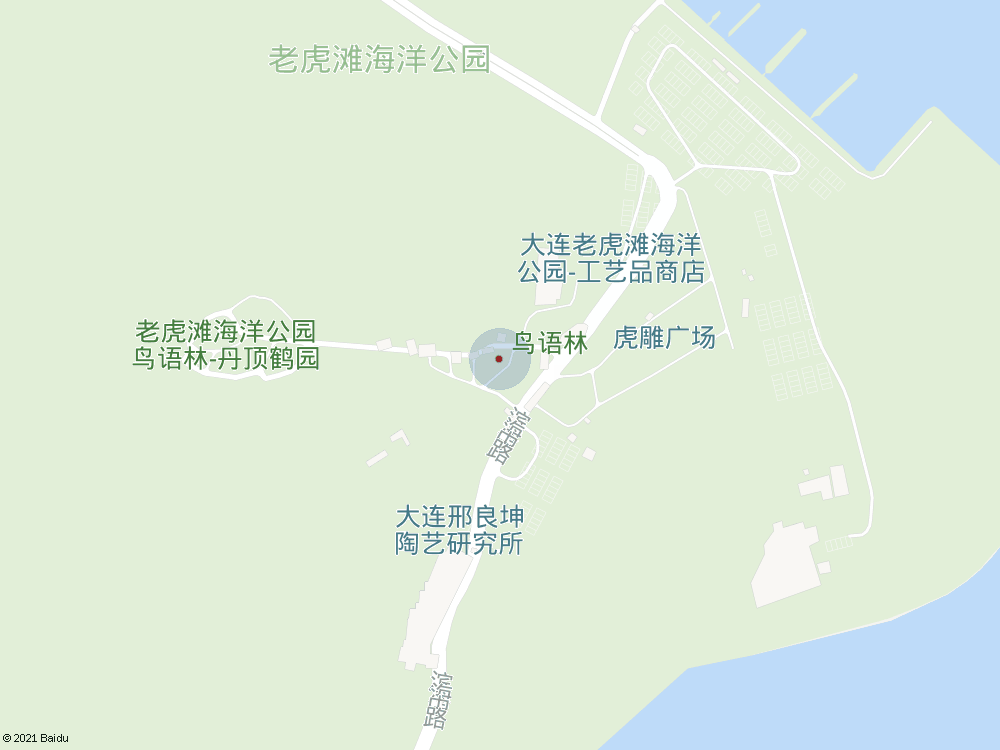 老虎滩海洋公园
大连老虎滩海洋
公园-工艺品商店
老虎滩海洋公园
鸟语林-丹顶鹤园
鸟语林
虎雕广场
滨海路
大连邢良坤
陶艺研究所
滨海路
© 2021 Baidu